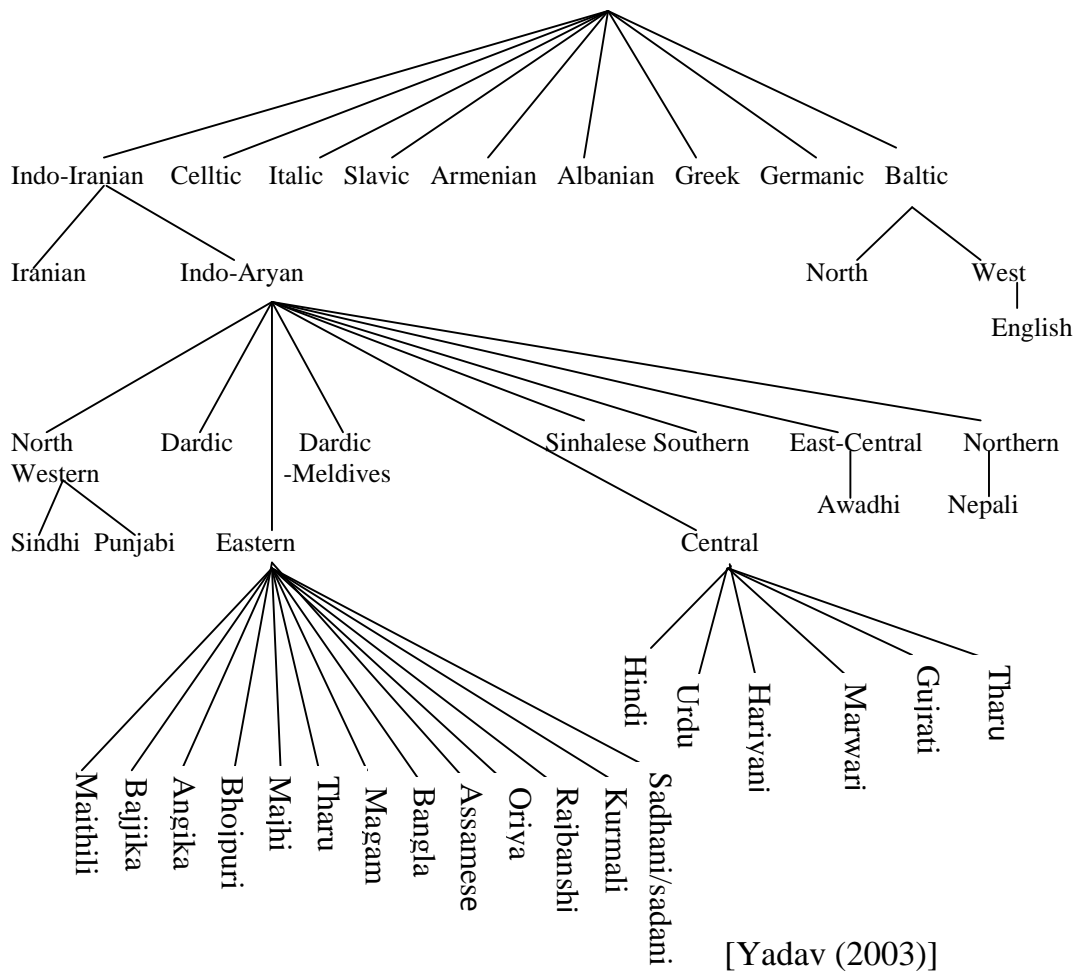 Indo-Iranian Celltic Italic Slavic Armenian Albanian Greek Germanic Baltic
Iranian Indo-Aryan North West
English
North Western Dardic Dardic -Meldives Sinhalese Southern East-Central Northern
Awadhi Nepali
Sindhi Punjabi Eastern Central
Hindi Urdu Hariyani Marwari Gujrati Tharu
Maithili Bajjika Angika Bhojpuri Majhi Tharu Magam Bangla Assamese Oriya Rajbanshi Kurmali Sadhani/sadani
[Yadav (2003)]